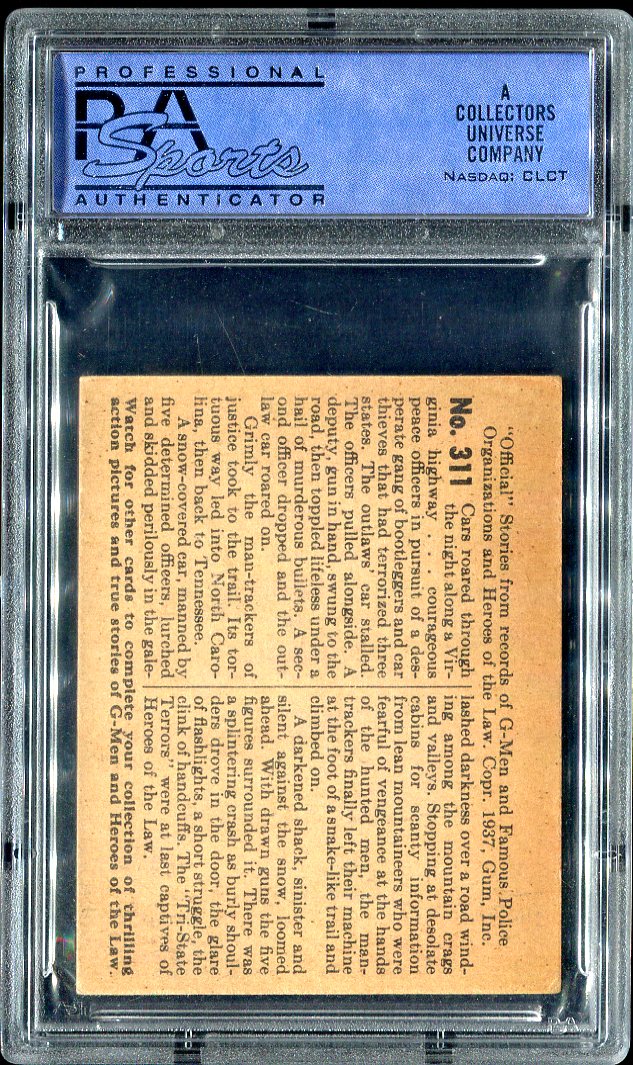 PROFESSIONAL
PSA
Sports
AUTHENTICATOR
A
COLLECTORS
UNIVERSE
COMPANY
NASDAQ: CLCT
"Official" Stories from records of G-Men and Famous Police
Organizations and Heroes of the Law. Copr. 1937, Gum, Inc.
No. 311 Cars roared through
the night along a Vir-
ginia highway . . . courageous
peace officers in pursuit of a des-
perate gang of bootleggers and car
thieves that had terrorized three
states. The outlaws' car stalled.
The officers pulled alongside. A
deputy, gun in hand, swung to the
road, then toppled lifeless under a
hail of murderous bullets. A sec-
ond officer dropped and the out-
law car roared on.
Grimly the man-trackers of
justice took to the trail. Its tor-
tuous way led into North Caro-
lina, then back to Tennessee.
A snow-covered car, manned by
five determined officers, lurched
and skidded perilously in the gale-
lashed darkness over a road wind-
ing among the mountain crags
and valleys. Stopping at desolate
cabins for scanty information
from lean mountaineers who were
fearful of vengeance at the hands
of the hunted men, the man-
trackers finally left their machine
at the foot of a snake-like trail and
climbed on.
A darkened shack, sinister and
silent against the snow, loomed
ahead. With drawn guns the five
figures surrounded it. There was
a splintering crash as burly shoul-
ders drove in the door, the glare
of flashlights, a short struggle, the
clink of handcuffs. The "Tri-State
Terrors" were at last captives of
Heroes of the Law.
Watch for other cards to complete your collection of thrilling
action pictures and true stories of G-Men and Heroes of the Law.
PSA